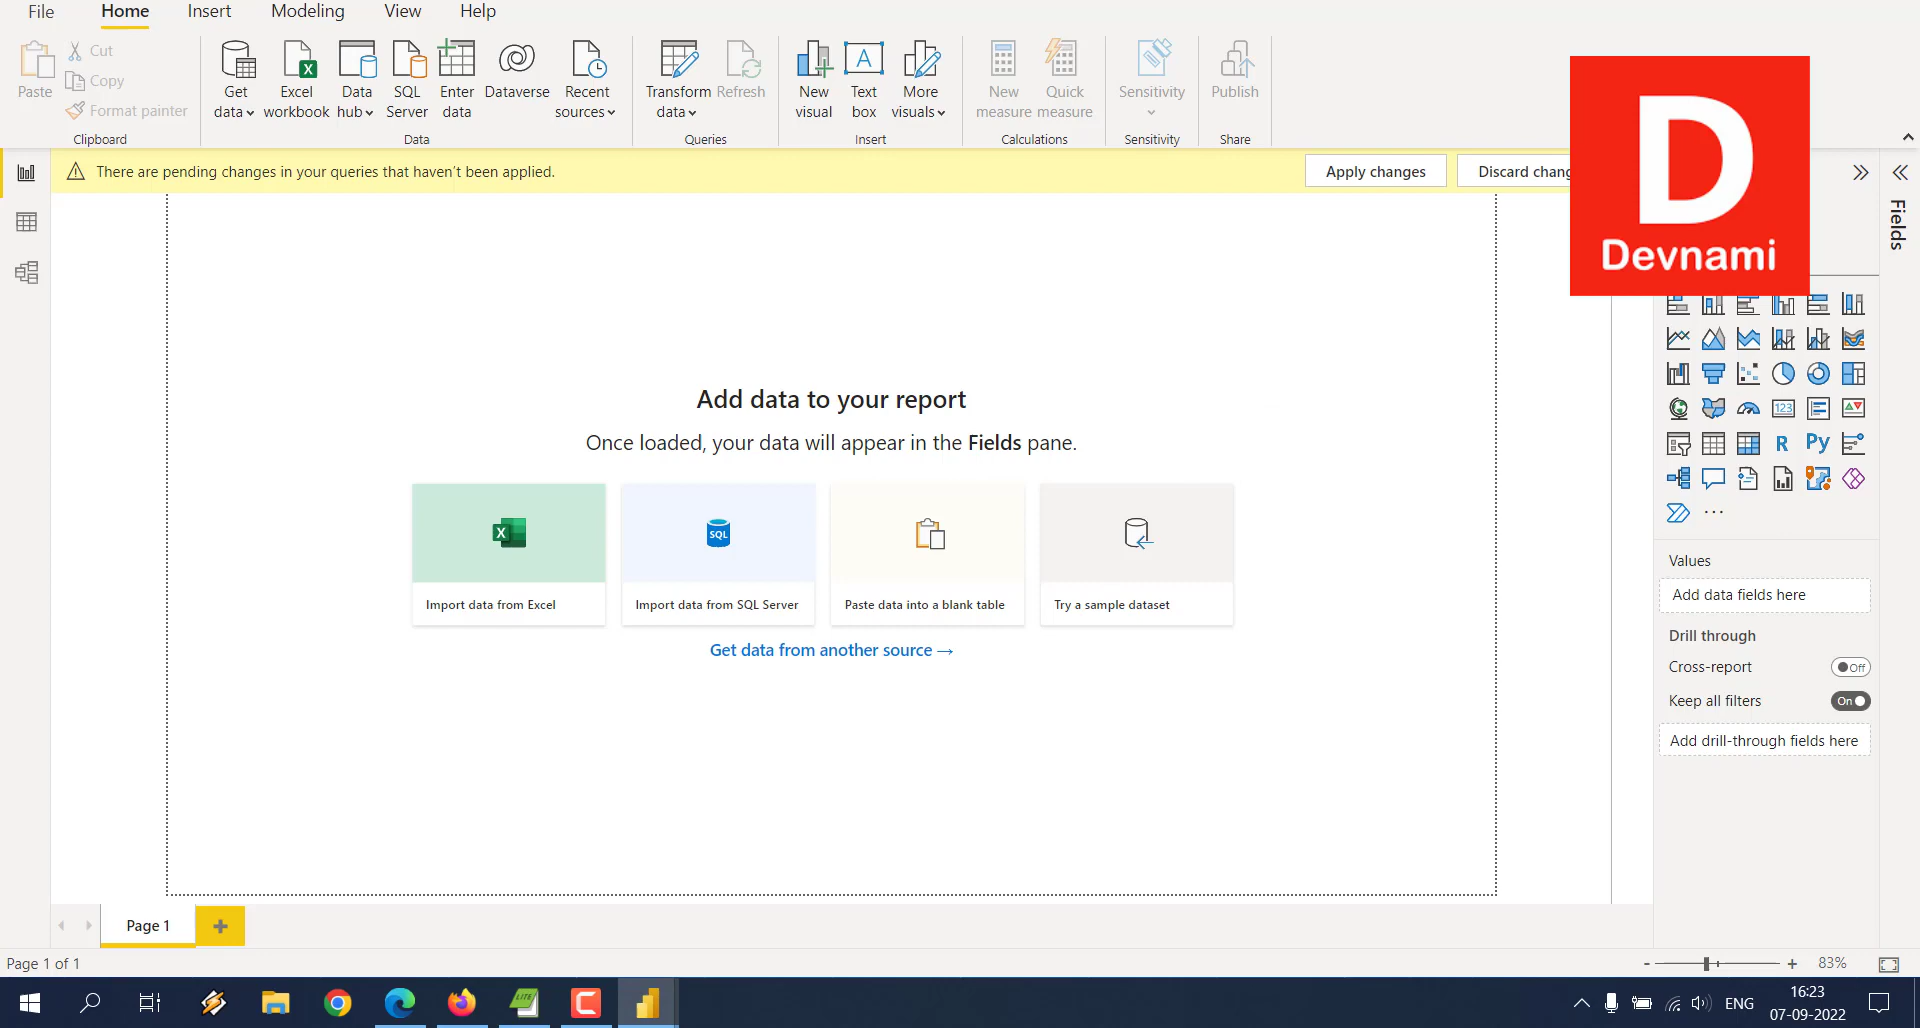 File Home Insert Modeling View Help
Paste
Cut
Copy
Format painter
Clipboard
Get data
Excel workbook
Data hub
SQL Server
Enter data
Dataverse
Recent sources
Data
Transform data
Refresh
Queries
New visual
Text box
More visuals
Insert
New measure
Quick measure
Calculations
Sensitivity
Sensitivity
Publish
Share
There are pending changes in your queries that haven't been applied.
Apply changes
Discard chang
D
Devnami
Fields
Add data to your report
Once loaded, your data will appear in the Fields pane.
X
SQL
Import data from Excel
Import data from SQL Server
Paste data into a blank table
Try a sample dataset
Get data from another source →
123
R
Py
Values
Add data fields here
Drill through
Cross-report
Off
Keep all filters
On
Add drill-through fields here
Page 1
+
Page 1 of 1
- + 83%
LITE
C
ENG
16:23
07-09-2022